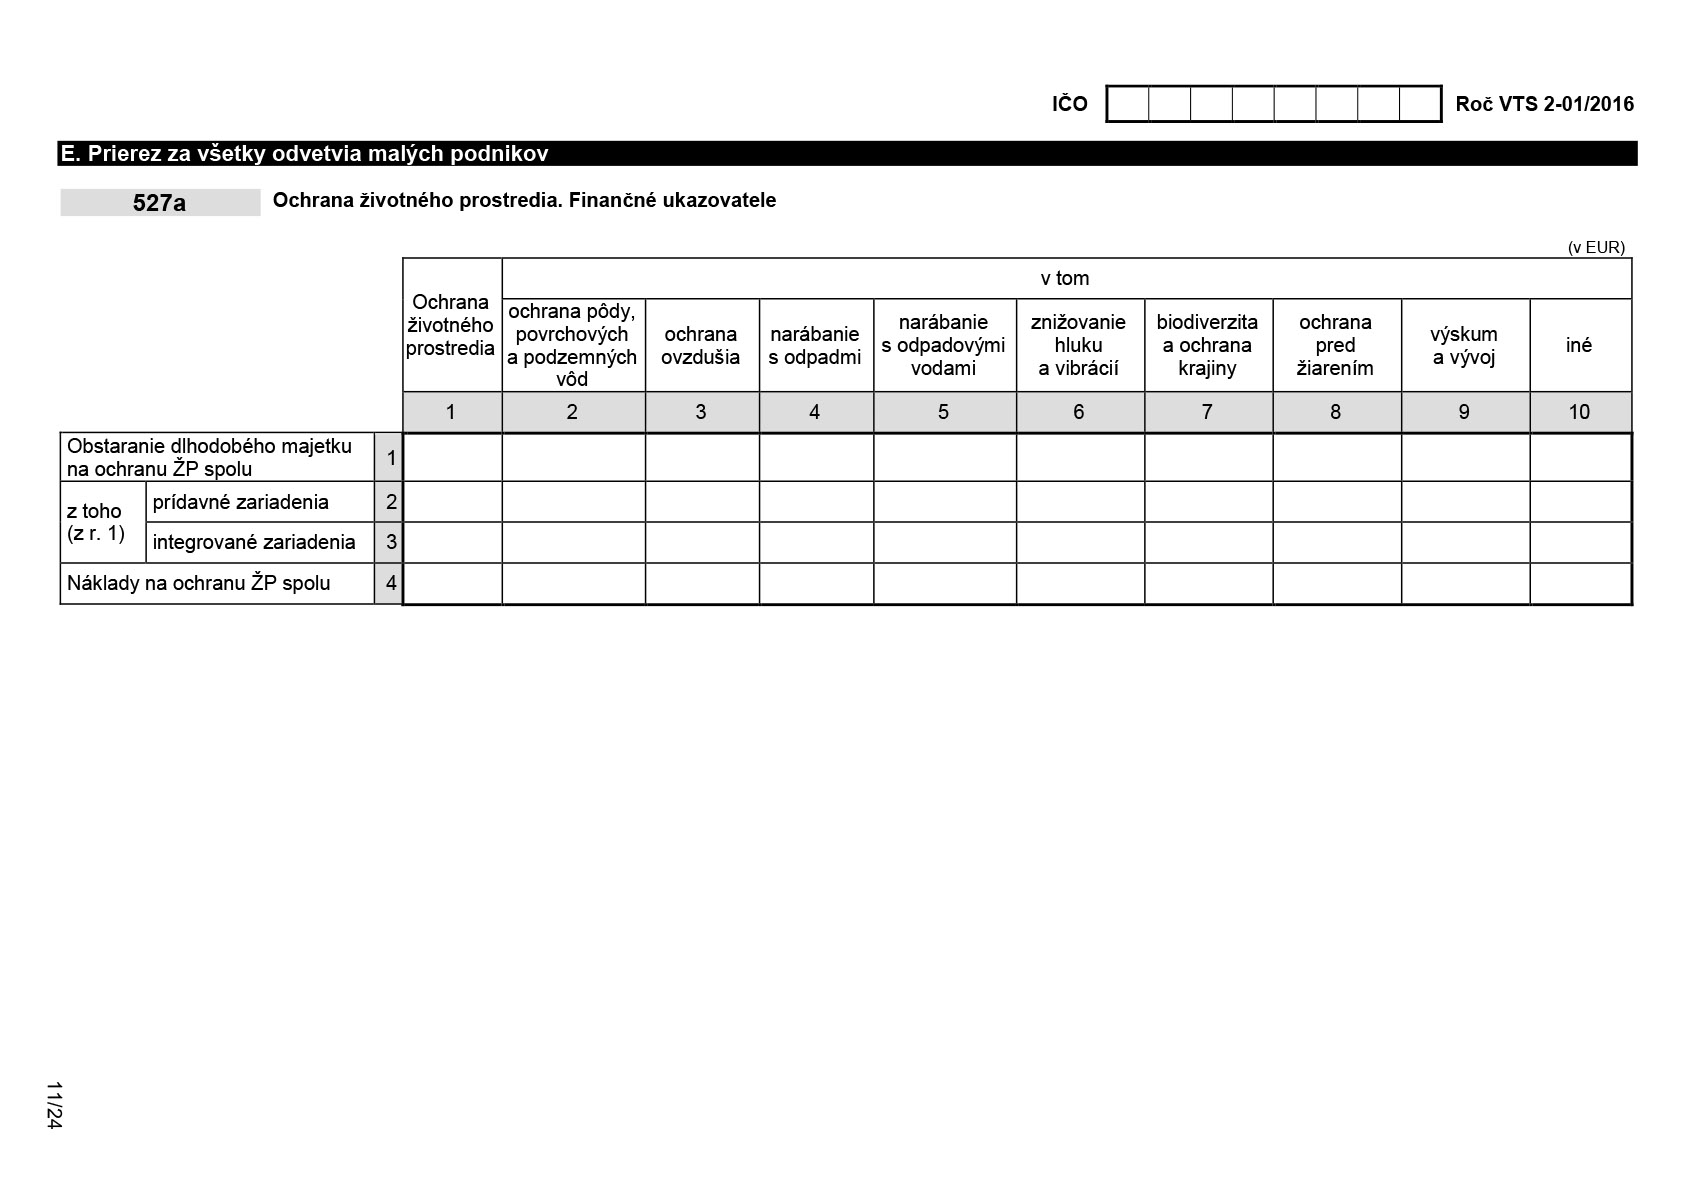 IČO Roč VTS 2-01/2016
E. Prierez za všetky odvetvia malých podnikov
527a Ochrana životného prostredia. Finančné ukazovatele
(v EUR)
Ochrana
životného
prostredia
v tom
ochrana pôdy,
povrchových
a podzemných
vôd
ochrana
ovzdušia
narábanie
s odpadmi
narábanie
s odpadovými
vodami
znižovanie
hluku
a vibrácií
biodiverzita
a ochrana
krajiny
ochrana
pred
žiarením
výskum
a vývoj
iné
1 2 3 4 5 6 7 8 9 10
Obstaranie dlhodobého majetku
na ochranu ŽP spolu
1
z toho
(z r. 1)
prídavné zariadenia 2
integrované zariadenia 3
Náklady na ochranu ŽP spolu 4
11/24